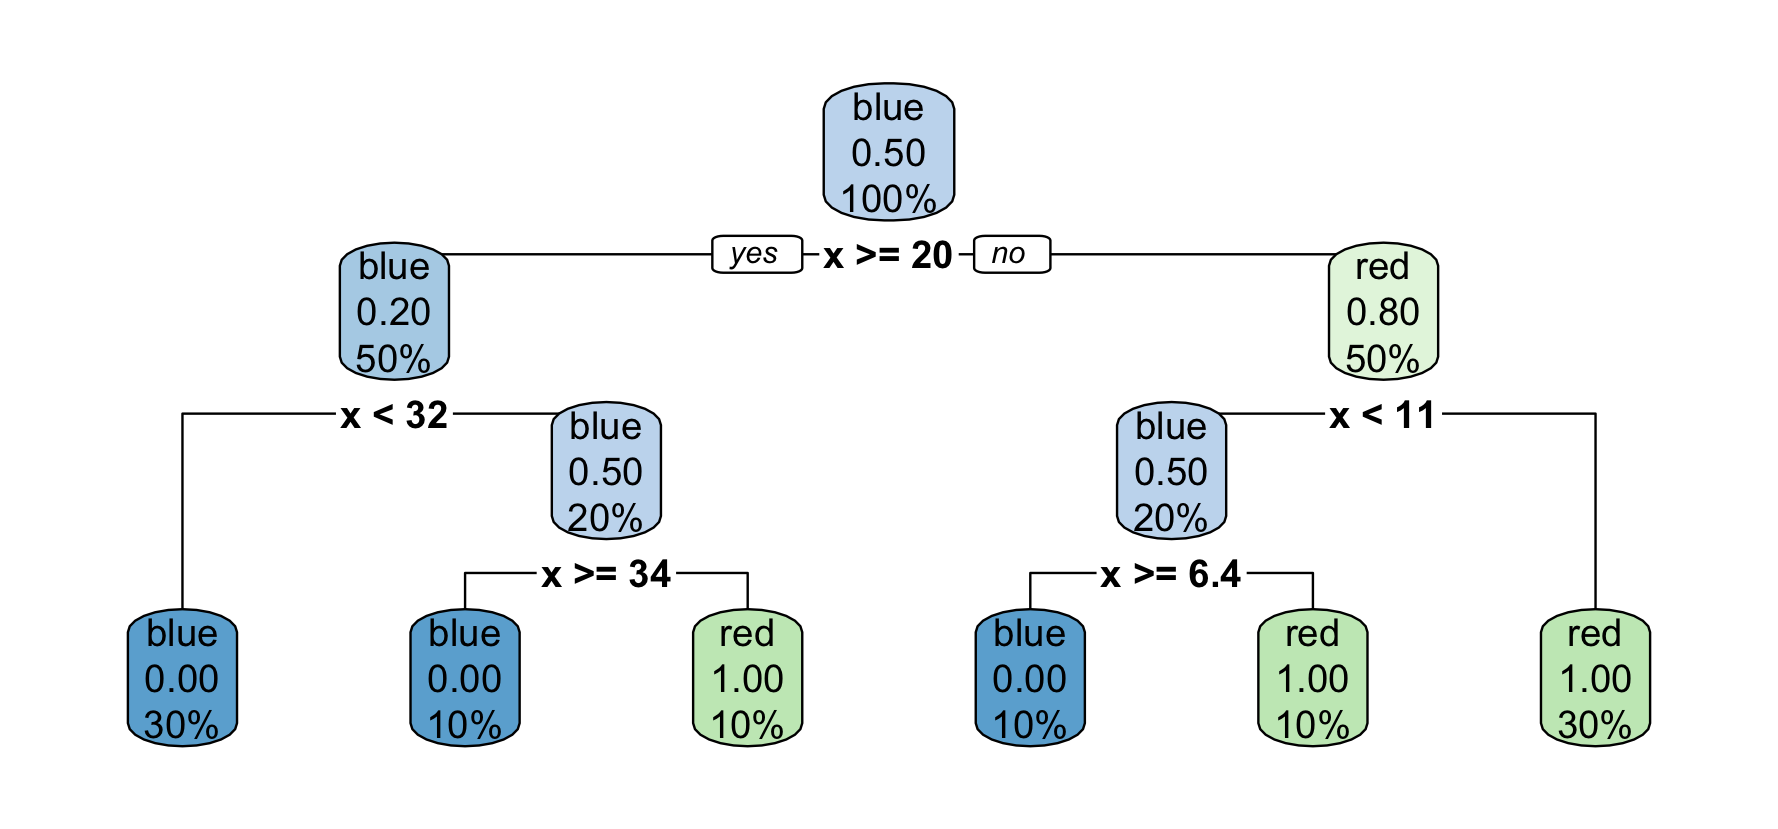 blue
0.50
100%
yes x >= 20 no
blue
0.20
50%
red
0.80
50%
x < 32
x < 11
blue
0.50
20%
blue
0.50
20%
x >= 34
x >= 6.4
blue
0.00
30%
blue
0.00
10%
red
1.00
10%
blue
0.00
10%
red
1.00
10%
red
1.00
30%